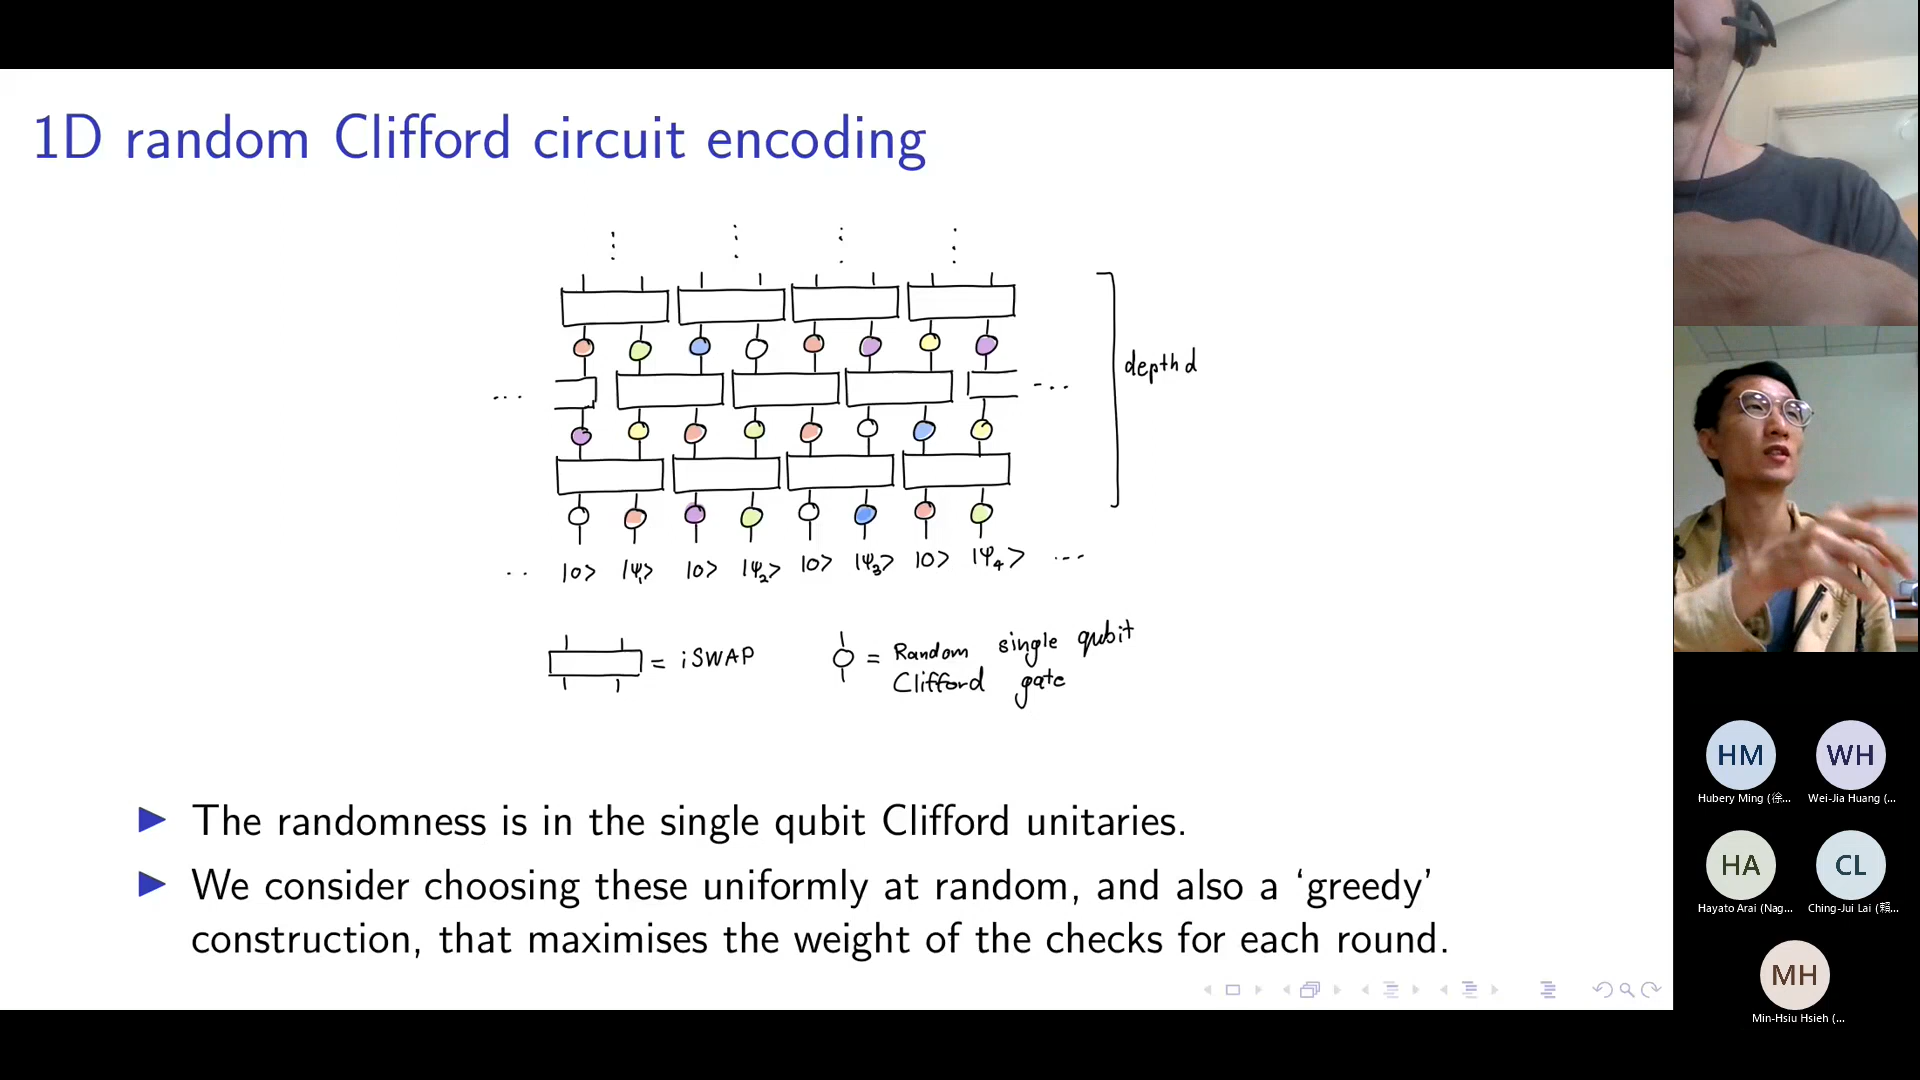 1D random Clifford circuit encoding
depth d
|0> |ψ₁> |0> |ψ₂> |0> |ψ₃> |0> |ψ₄>
= iSWAP
= Random single qubit
Clifford gate
The randomness is in the single qubit Clifford unitaries.
We consider choosing these uniformly at random, and also a ‘greedy’
construction, that maximises the weight of the checks for each round.
HM
WH
Hubery Ming (徐...
Wei-Jia Huang (...
HA
CL
Hayato Arai (Nag...
Ching-Jui Lai (賴...
MH
Min-Hsiu Hsieh (...